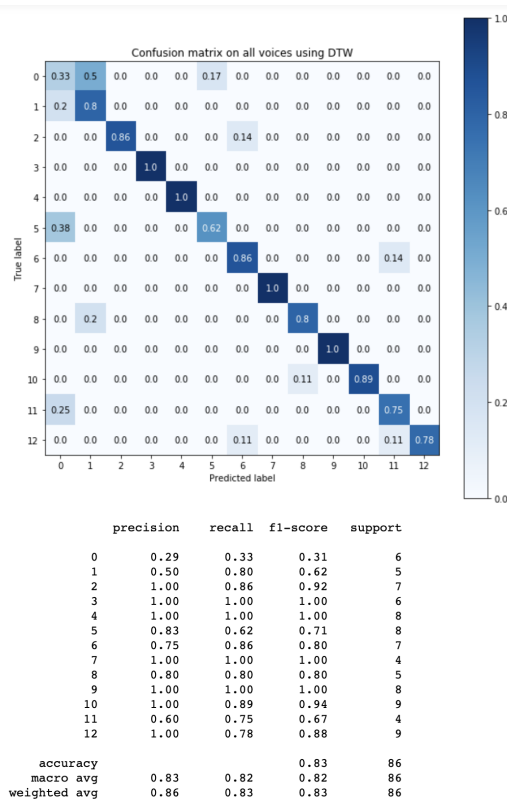 Confusion matrix on all voices using DTW
1.0
0.8
0.6
0.4
0.2
0.0
True label
0 0.33 0.5 0.0 0.0 0.0 0.17 0.0 0.0 0.0 0.0 0.0 0.0 0.0
1 0.2 0.8 0.0 0.0 0.0 0.0 0.0 0.0 0.0 0.0 0.0 0.0 0.0
2 0.0 0.0 0.86 0.0 0.0 0.0 0.14 0.0 0.0 0.0 0.0 0.0 0.0
3 0.0 0.0 0.0 1.0 0.0 0.0 0.0 0.0 0.0 0.0 0.0 0.0 0.0
4 0.0 0.0 0.0 0.0 1.0 0.0 0.0 0.0 0.0 0.0 0.0 0.0 0.0
5 0.38 0.0 0.0 0.0 0.0 0.62 0.0 0.0 0.0 0.0 0.0 0.0 0.0
6 0.0 0.0 0.0 0.0 0.0 0.0 0.86 0.0 0.0 0.0 0.0 0.14 0.0
7 0.0 0.0 0.0 0.0 0.0 0.0 0.0 1.0 0.0 0.0 0.0 0.0 0.0
8 0.0 0.2 0.0 0.0 0.0 0.0 0.0 0.0 0.8 0.0 0.0 0.0 0.0
9 0.0 0.0 0.0 0.0 0.0 0.0 0.0 0.0 0.0 1.0 0.0 0.0 0.0
10 0.0 0.0 0.0 0.0 0.0 0.0 0.0 0.0 0.11 0.0 0.89 0.0 0.0
11 0.25 0.0 0.0 0.0 0.0 0.0 0.0 0.0 0.0 0.0 0.0 0.75 0.0
12 0.0 0.0 0.0 0.0 0.0 0.0 0.11 0.0 0.0 0.0 0.0 0.11 0.78
0 1 2 3 4 5 6 7 8 9 10 11 12
Predicted label
precision recall f1-score support
0 0.29 0.33 0.31 6
1 0.50 0.80 0.62 5
2 1.00 0.86 0.92 7
3 1.00 1.00 1.00 6
4 1.00 1.00 1.00 8
5 0.83 0.62 0.71 8
6 0.75 0.86 0.80 7
7 1.00 1.00 1.00 4
8 0.80 0.80 0.80 5
9 1.00 1.00 1.00 8
10 1.00 0.89 0.94 9
11 0.60 0.75 0.67 4
12 1.00 0.78 0.88 9
accuracy 0.83 86
macro avg 0.83 0.82 0.82 86
weighted avg 0.86 0.83 0.83 86